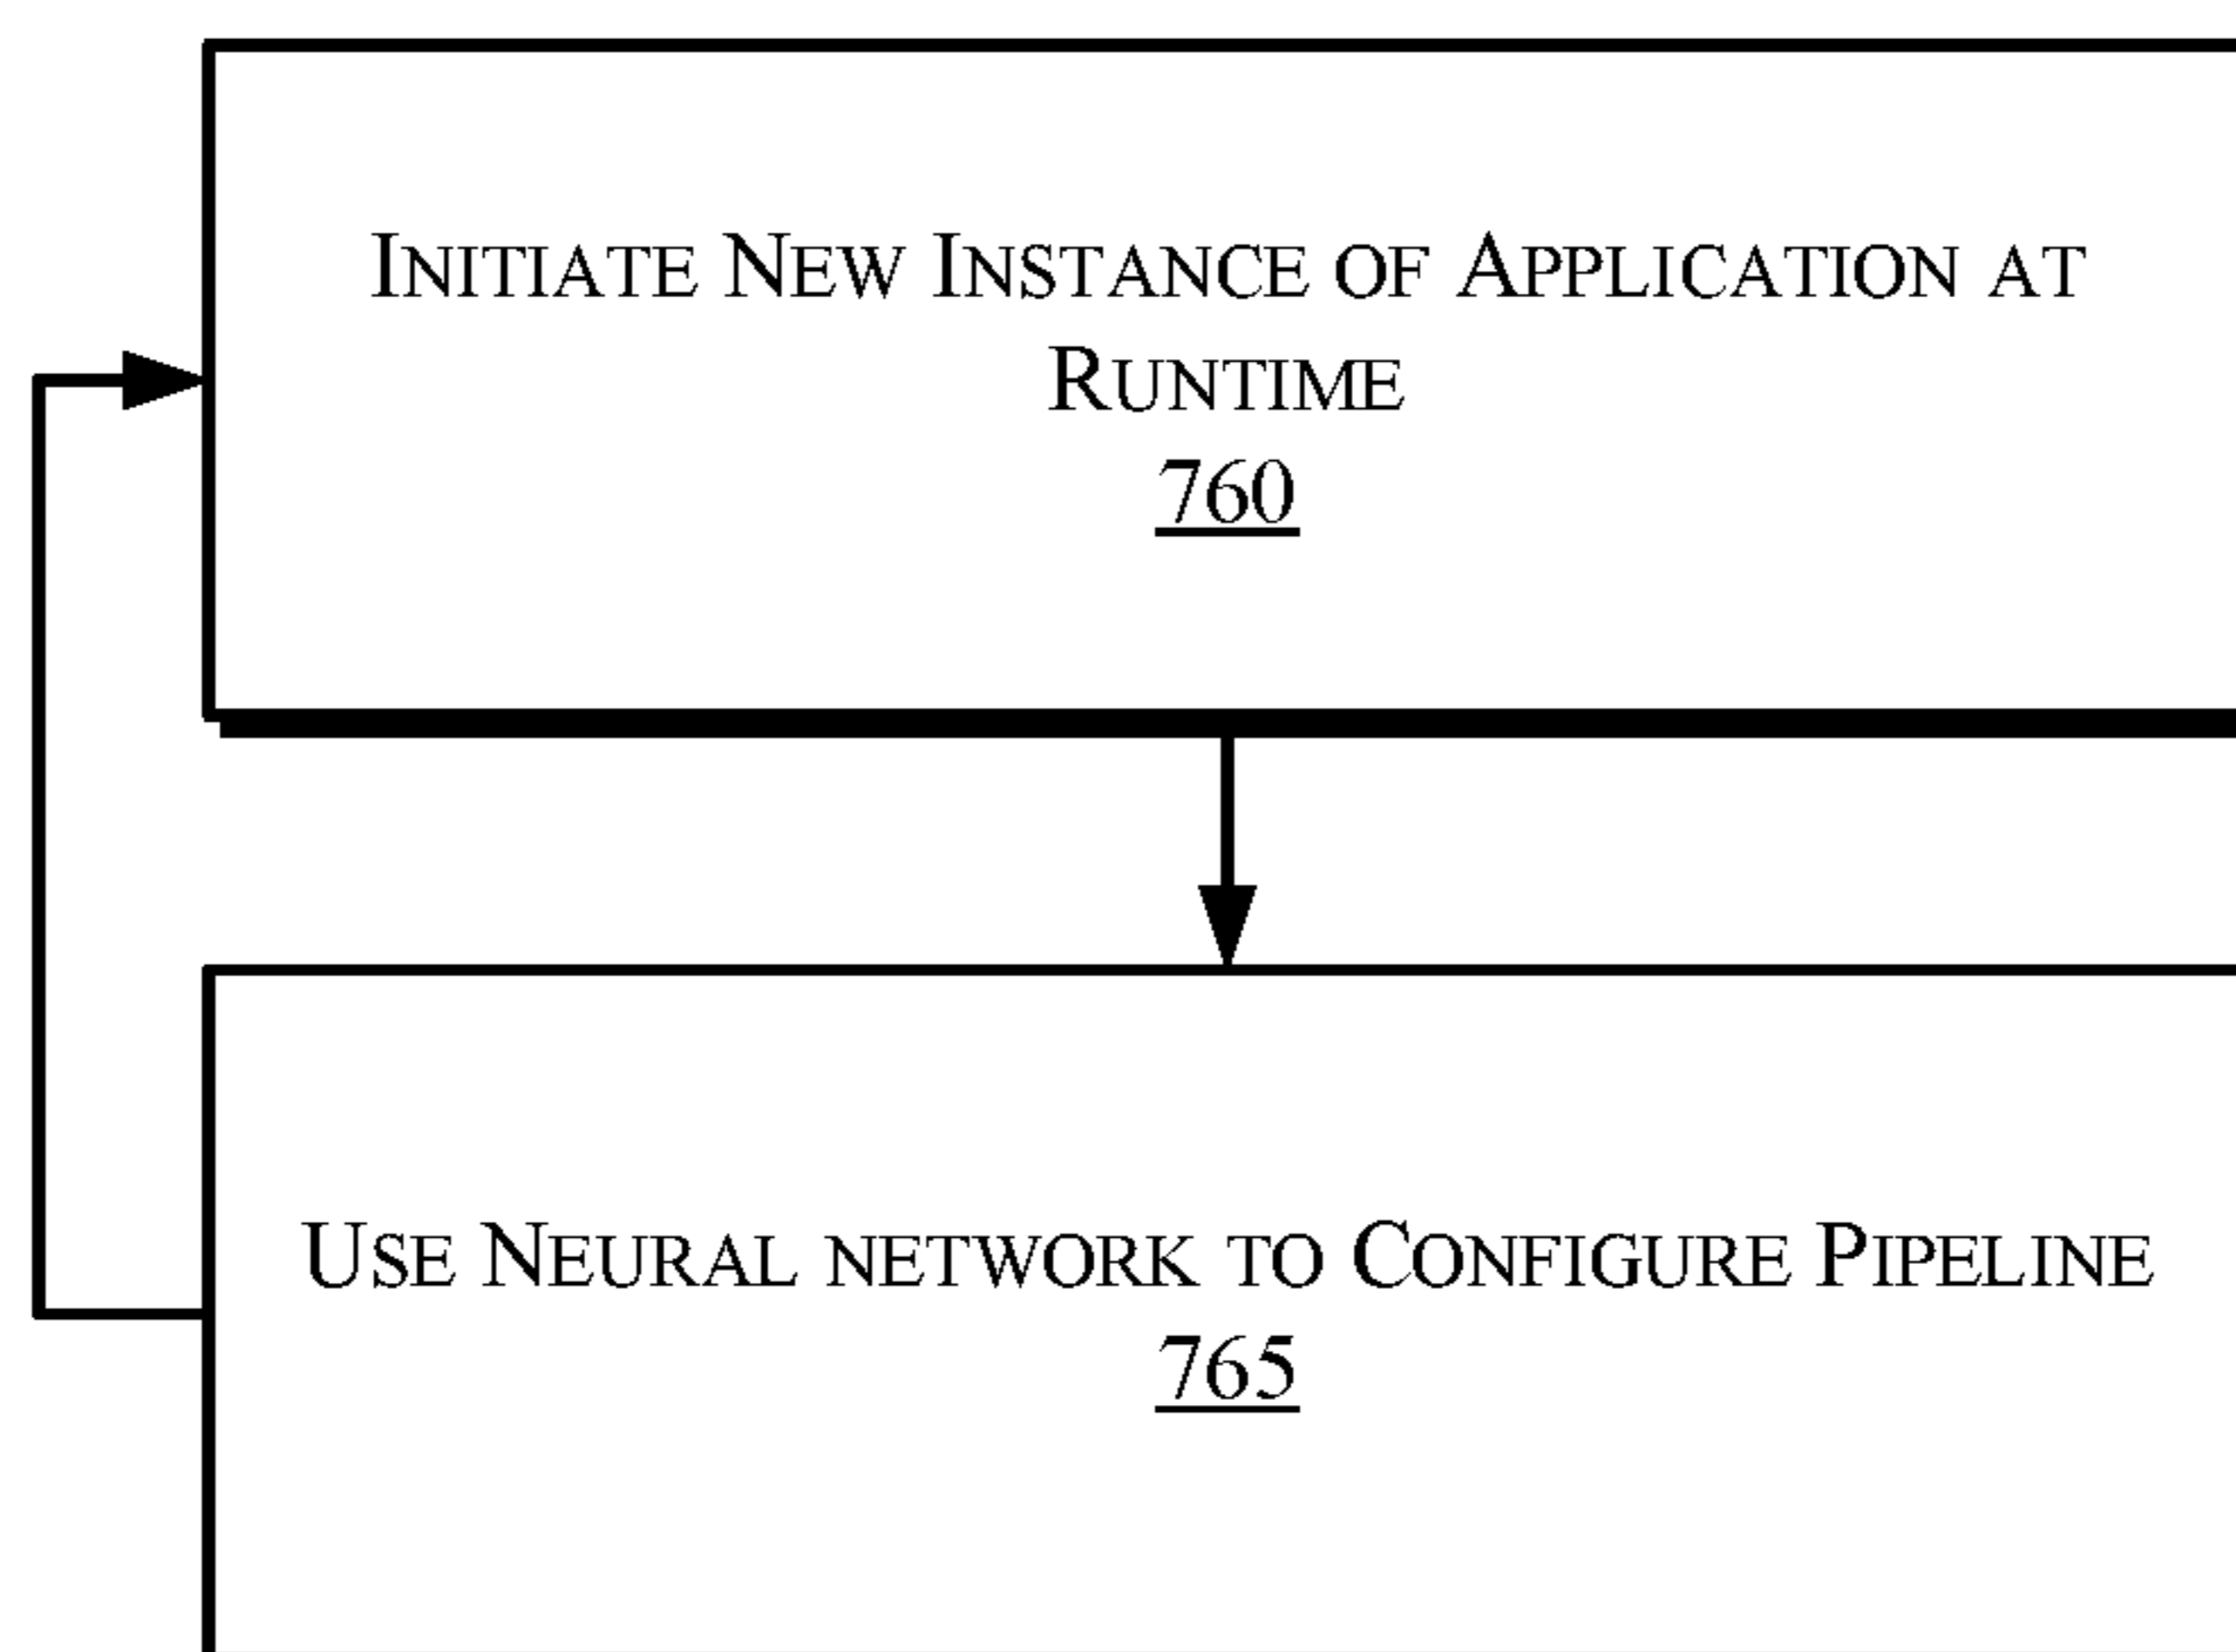 Initiate New Instance of Application at
Runtime
760
Use Neural network to Configure Pipeline
765